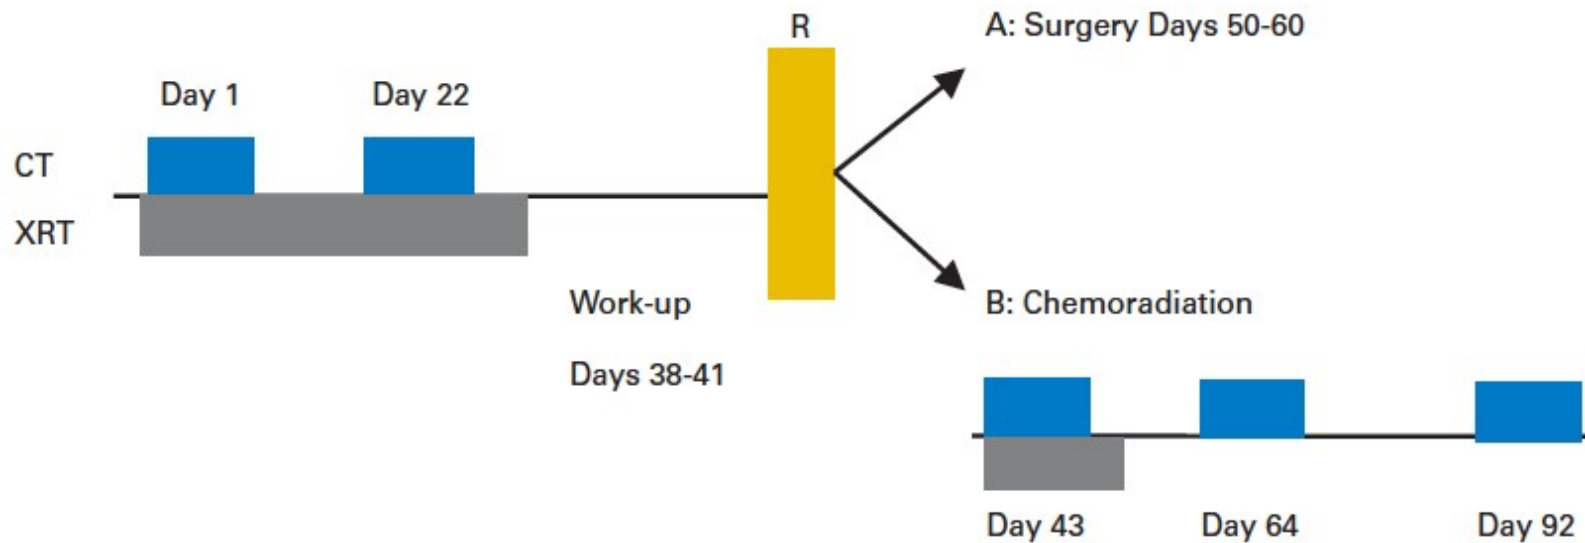 R
A: Surgery Days 50-60
Day 1
Day 22
CT
XRT
Work-up
Days 38-41
B: Chemoradiation
Day 43
Day 64
Day 92